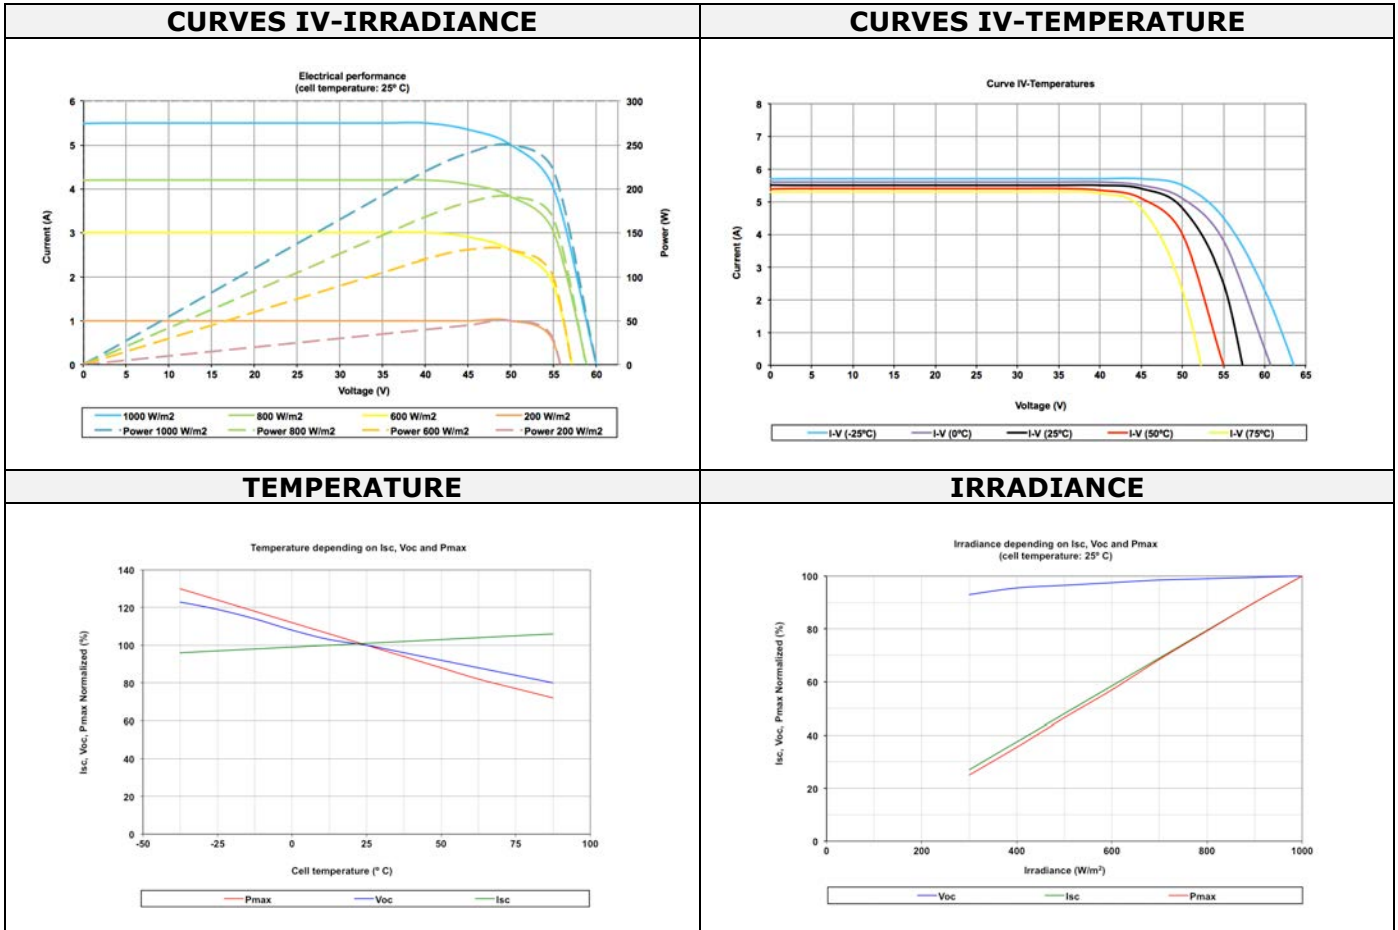 CURVES IV-IRRADIANCE
CURVES IV-TEMPERATURE
Electrical performance
(cell temperature: 25º C)
6
5
4
3
2
1
0
Current (A)
300
250
200
150
100
50
0
Power (W)
0 5 10 15 20 25 30 35 40 45 50 55 60
Voltage (V)
1000 W/m2 800 W/m2 600 W/m2 200 W/m2
Power 1000 W/m2 Power 800 W/m2 Power 600 W/m2 Power 200 W/m2
Curve IV-Temperatures
8
7
6
5
4
3
2
1
0
Current (A)
0 5 10 15 20 25 30 35 40 45 50 55 60 65
Voltage (V)
I-V (-25ºC) I-V (0ºC) I-V (25ºC) I-V (50ºC) I-V (75ºC)
TEMPERATURE
IRRADIANCE
Temperature depending on Isc, Voc and Pmax
140
120
100
80
60
40
20
0
Isc, Voc, Pmax Normalized (%)
-50 -25 0 25 50 75 100
Cell temperature (º C)
Pmax Voc Isc
Irradiance depending on Isc, Voc and Pmax
(cell temperature: 25º C)
100
80
60
40
20
0
Isc, Voc, Pmax Normalized (%)
0 200 400 600 800 1000
Irradiance (W/m²)
Voc Isc Pmax